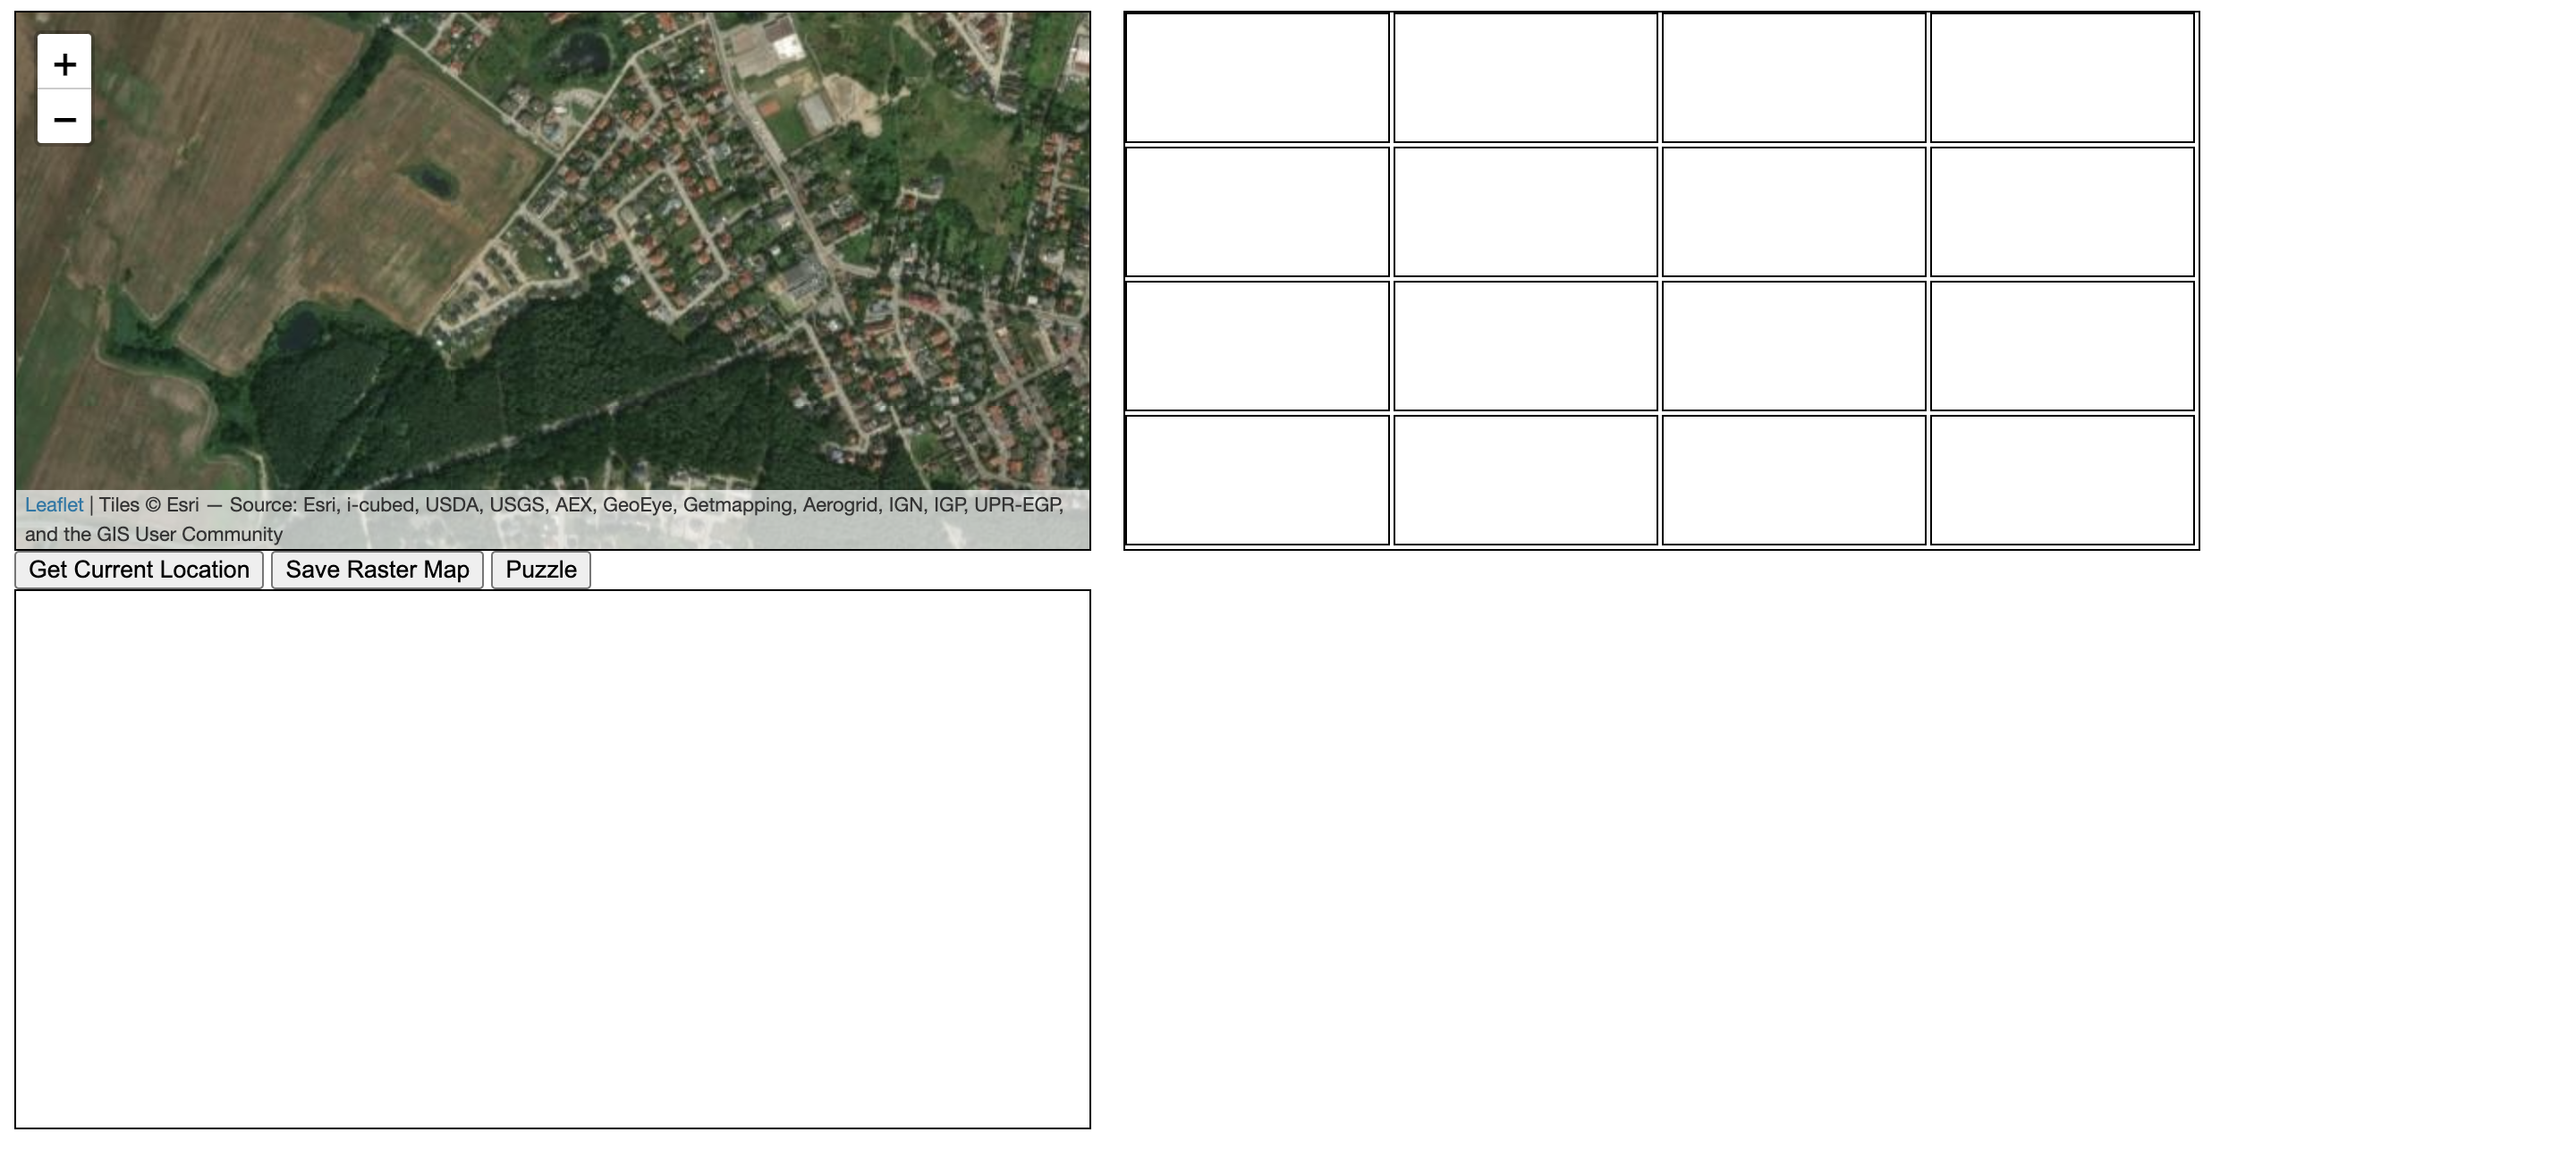 +
−
Leaflet | Tiles © Esri — Source: Esri, i-cubed, USDA, USGS, AEX, GeoEye, Getmapping, Aerogrid, IGN, IGP, UPR-EGP,
and the GIS User Community
Get Current Location Save Raster Map Puzzle